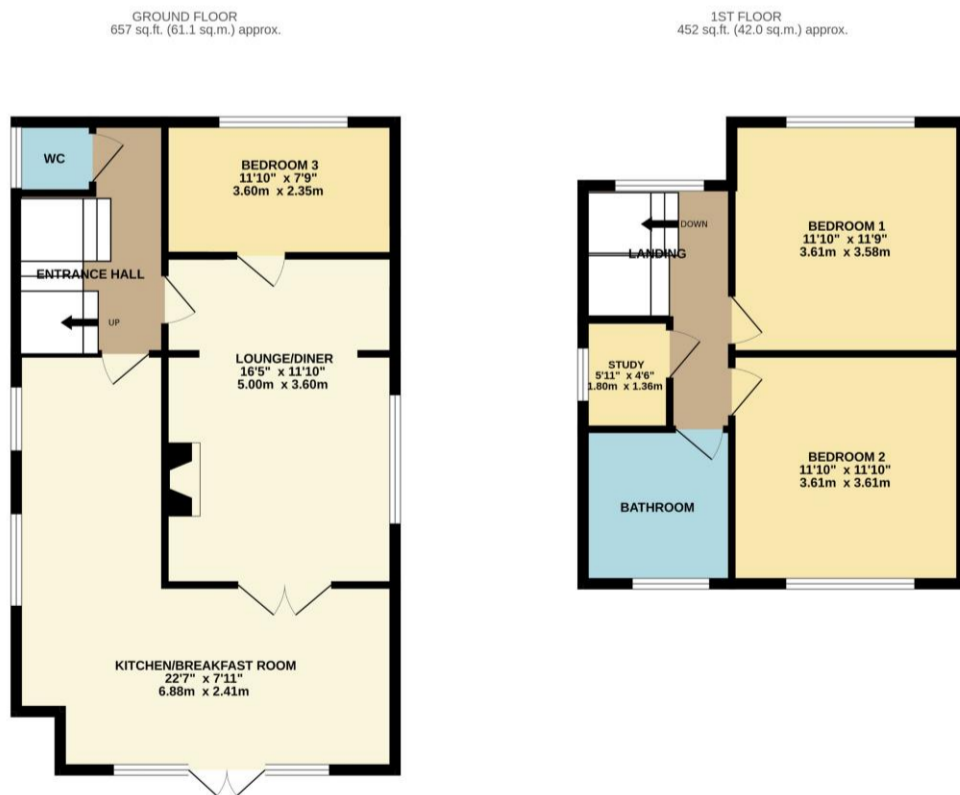 GROUND FLOOR
657 sq.ft. (61.1 sq.m.) approx.
WC
BEDROOM 3
11'10" x 7'9"
3.60m x 2.35m
ENTRANCE HALL
UP
LOUNGE/DINER
16'5" x 11'10"
5.00m x 3.60m
KITCHEN/BREAKFAST ROOM
22'7" x 7'11"
6.88m x 2.41m
1ST FLOOR
452 sq.ft. (42.0 sq.m.) approx.
DOWN
LANDING
BEDROOM 1
11'10" x 11'9"
3.61m x 3.58m
STUDY
5'11" x 4'6"
1.80m x 1.36m
BEDROOM 2
11'10" x 11'10"
3.61m x 3.61m
BATHROOM